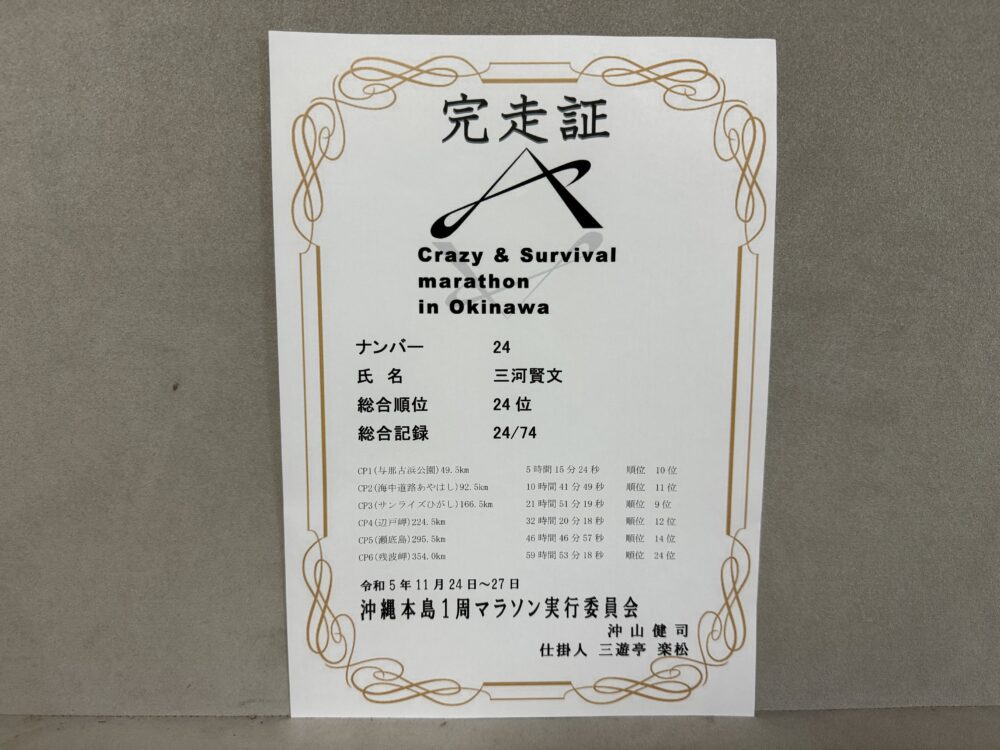 完走証
Crazy & Survival
marathon
in Okinawa
ナンバー 24
氏 名 三河賢文
総合順位 24 位
総合記録 24/74
CP1(与那古浜公園)49.5km 5 時間 15 分 24 秒 順位 10 位
CP2(海中道路あやはし)92.5km 10 時間 41 分 49 秒 順位 11 位
CP3(サンライズひがし)166.5km 21 時間 51 分 19 秒 順位 9 位
CP4(辺戸岬)224.5km 32 時間 20 分 18 秒 順位 12 位
CP5(瀬底島)295.5km 46 時間 46 分 57 秒 順位 14 位
CP6(残波岬)354.0km 59 時間 53 分 18 秒 順位 24 位
令和 5 年 11 月 24 日～27 日
沖縄本島１周マラソン実行委員会
沖 山 健 司
仕掛人 三遊亭 楽松